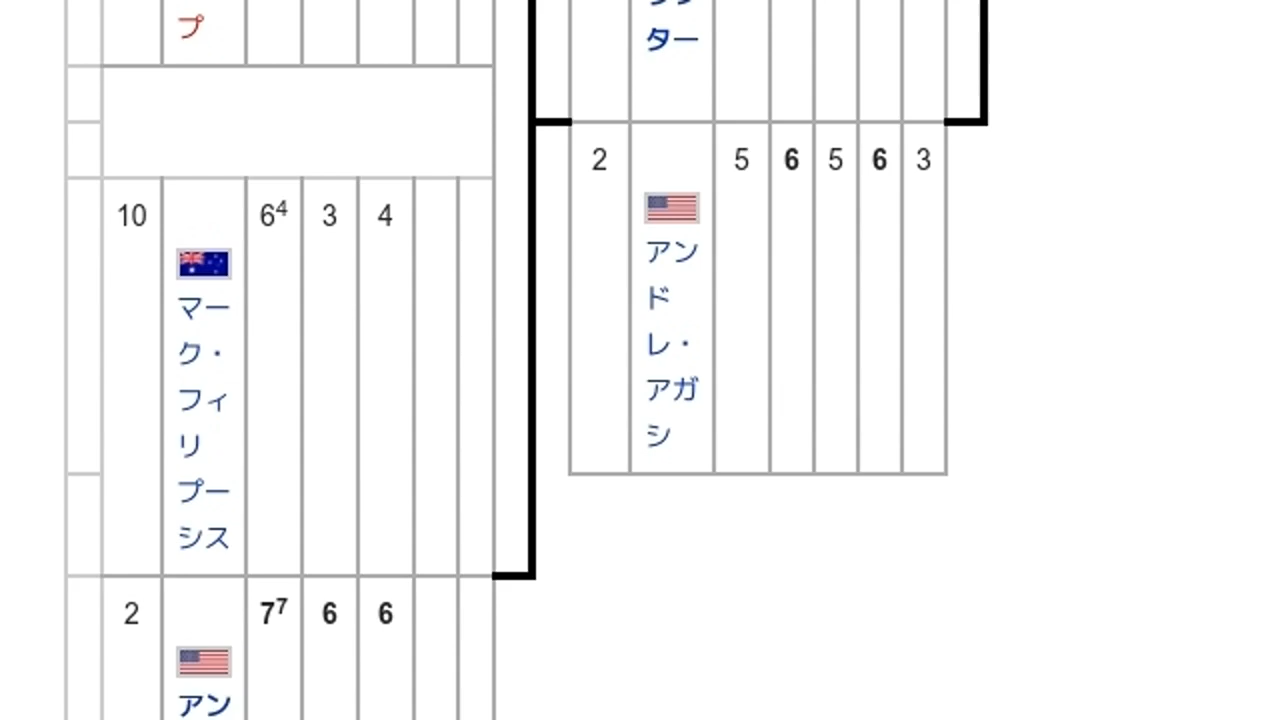 プ
ター
2 5 6 5 6 3
アン
ド
レ・
アガ
シ
10 6⁴ 3 4
マー
ク・
フィ
リ
プー
シス
2 7⁷ 6 6
アン